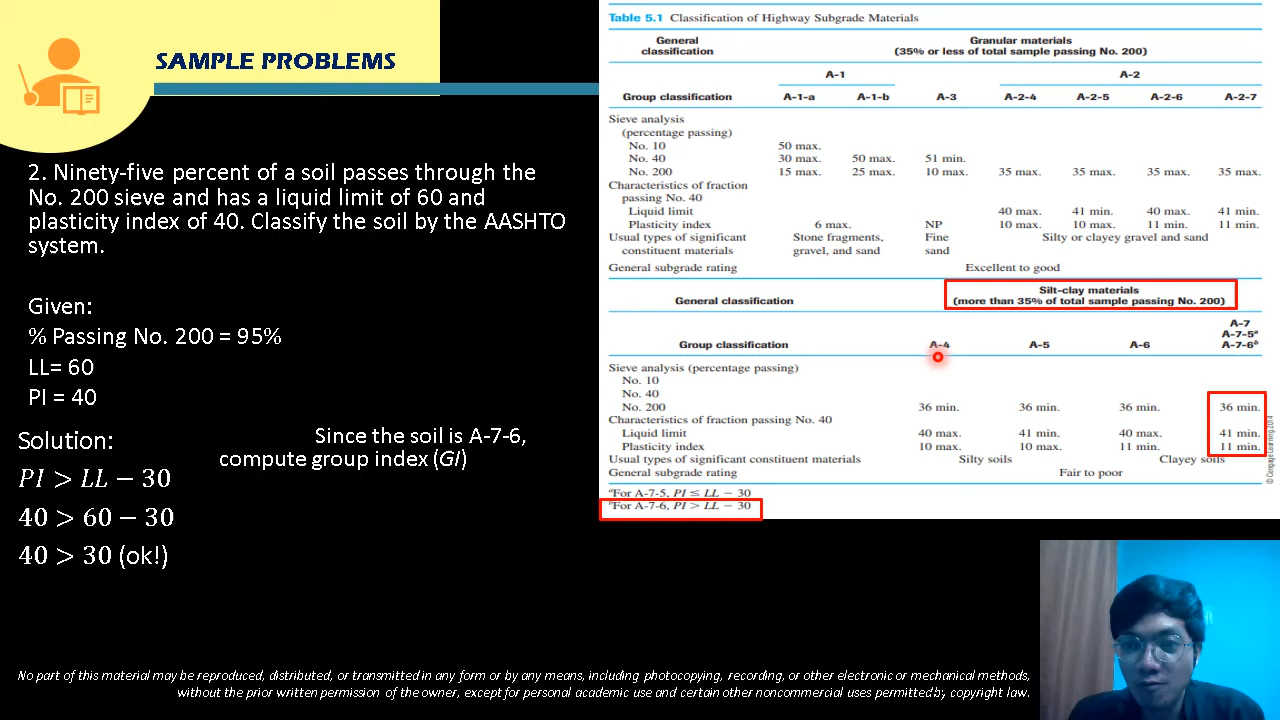 SAMPLE PROBLEMS
2. Ninety-five percent of a soil passes through the
No. 200 sieve and has a liquid limit of 60 and
plasticity index of 40. Classify the soil by the AASHTO
system.
Given:
% Passing No. 200 = 95%
LL= 60
PI = 40
Solution:
PI > LL − 30
40 > 60 − 30
40 > 30 (ok!)
Since the soil is A-7-6,
compute group index (GI)
Table 5.1 Classification of Highway Subgrade Materials
General classification Granular materials
(35% or less of total sample passing No. 200)
A-1 A-2
Group classification A-1-a A-1-b A-3 A-2-4 A-2-5 A-2-6 A-2-7
Sieve analysis
(percentage passing)
No. 10 50 max.
No. 40 30 max. 50 max. 51 min.
No. 200 15 max. 25 max. 10 max. 35 max. 35 max. 35 max. 35 max.
Characteristics of fraction
passing No. 40
Liquid limit 40 max. 41 min. 40 max. 41 min.
Plasticity index 6 max. NP 10 max. 10 max. 11 min. 11 min.
Usual types of significant Stone fragments, Fine Silty or clayey gravel and sand
constituent materials gravel, and sand sand
General subgrade rating Excellent to good
General classification Silt-clay materials
(more than 35% of total sample passing No. 200)
A-7
A-7-5ᵃ
Group classification A-4 A-5 A-6 A-7-6ᵇ
Sieve analysis (percentage passing)
No. 10
No. 40
No. 200 36 min. 36 min. 36 min. 36 min.
Characteristics of fraction passing No. 40
Liquid limit 40 max. 41 min. 40 max. 41 min.
Plasticity index 10 max. 10 max. 11 min. 11 min.
Usual types of significant constituent materials Silty soils Clayey soils
General subgrade rating Fair to poor
ᵃFor A-7-5, PI ≤ LL − 30
ᵇFor A-7-6, PI > LL − 30
© Cengage Learning 2014
No part of this material may be reproduced, distributed, or transmitted in any form or by any means, including photocopying, recording, or other electronic or mechanical methods,
without the prior written permission of the owner, except for personal academic use and certain other noncommercial uses permitted by copyright law.